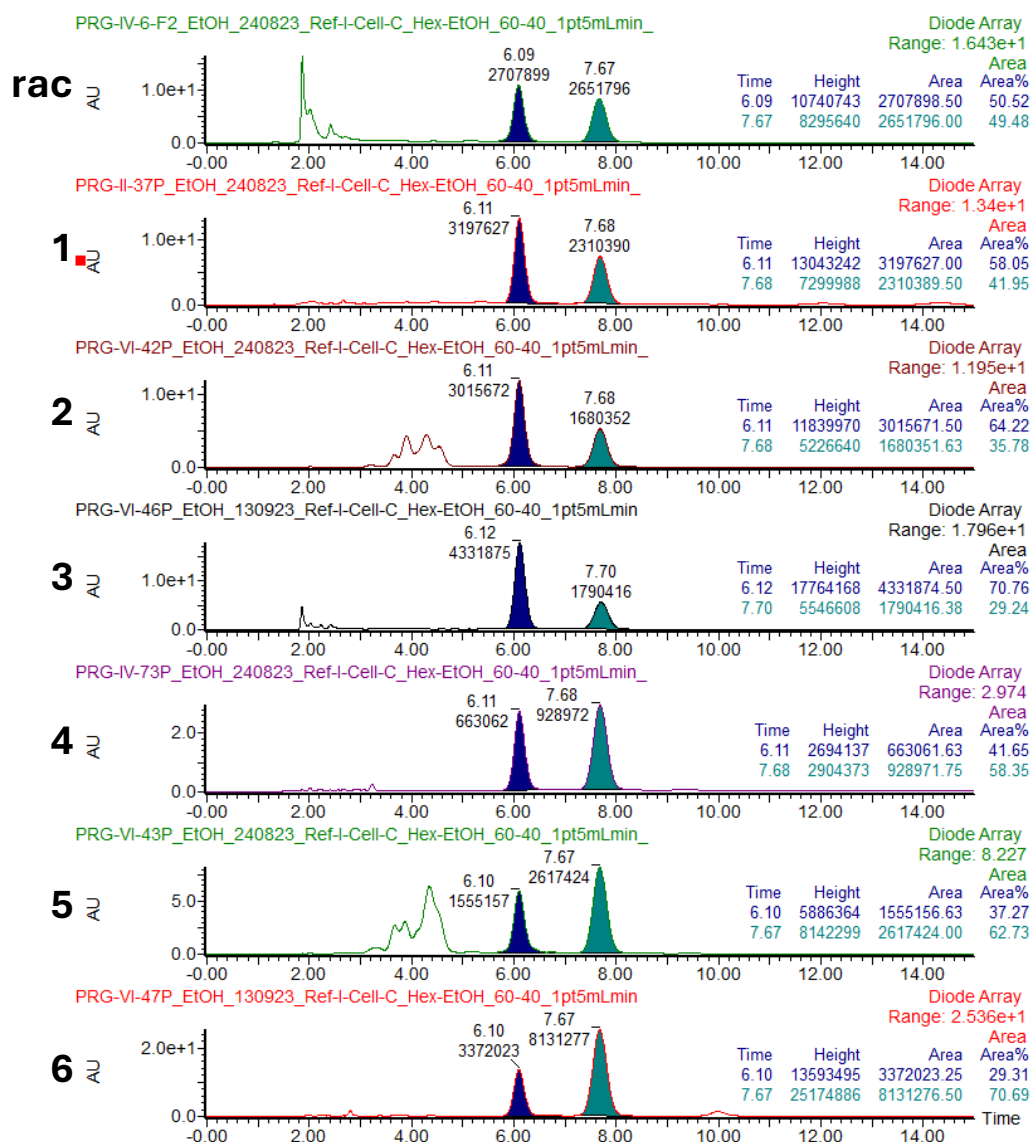 PRG-IV-6-F2_EtOH_240823_Ref-I-Cell-C_Hex-EtOH_60-40_1pt5mLmin_
Diode Array
Range: 1.643e+1
rac
AU
1.0e+1
0.0
6.09
2707899
7.67
2651796
Area
Time Height Area Area%
6.09 10740743 2707898.50 50.52
7.67 8295640 2651796.00 49.48
-0.00 2.00 4.00 6.00 8.00 10.00 12.00 14.00
PRG-II-37P_EtOH_240823_Ref-I-Cell-C_Hex-EtOH_60-40_1pt5mLmin_
Diode Array
Range: 1.34e+1
1
AU
1.0e+1
0.0
6.11
3197627
7.68
2310390
Area
Time Height Area Area%
6.11 13043242 3197627.00 58.05
7.68 7299988 2310389.50 41.95
-0.00 2.00 4.00 6.00 8.00 10.00 12.00 14.00
PRG-VI-42P_EtOH_240823_Ref-I-Cell-C_Hex-EtOH_60-40_1pt5mLmin_
Diode Array
Range: 1.195e+1
2
AU
1.0e+1
0.0
6.11
3015672
7.68
1680352
Area
Time Height Area Area%
6.11 11839970 3015671.50 64.22
7.68 5226640 1680351.63 35.78
-0.00 2.00 4.00 6.00 8.00 10.00 12.00 14.00
PRG-VI-46P_EtOH_130923_Ref-I-Cell-C_Hex-EtOH_60-40_1pt5mLmin
Diode Array
Range: 1.796e+1
3
AU
1.0e+1
0.0
6.12
4331875
7.70
1790416
Area
Time Height Area Area%
6.12 17764168 4331874.50 70.76
7.70 5546608 1790416.38 29.24
-0.00 2.00 4.00 6.00 8.00 10.00 12.00 14.00
PRG-IV-73P_EtOH_240823_Ref-I-Cell-C_Hex-EtOH_60-40_1pt5mLmin_
Diode Array
Range: 2.974
4
AU
2.0
0.0
6.11
663062
7.68
928972
Area
Time Height Area Area%
6.11 2694137 663061.63 41.65
7.68 2904373 928971.75 58.35
-0.00 2.00 4.00 6.00 8.00 10.00 12.00 14.00
PRG-VI-43P_EtOH_240823_Ref-I-Cell-C_Hex-EtOH_60-40_1pt5mLmin_
Diode Array
Range: 8.227
5
AU
5.0
0.0
6.10
1555157
7.67
2617424
Area
Time Height Area Area%
6.10 5886364 1555156.63 37.27
7.67 8142299 2617424.00 62.73
-0.00 2.00 4.00 6.00 8.00 10.00 12.00 14.00
PRG-VI-47P_EtOH_130923_Ref-I-Cell-C_Hex-EtOH_60-40_1pt5mLmin
Diode Array
Range: 2.536e+1
6
AU
2.0e+1
0.0
6.10
3372023
7.67
8131277
Area
Time Height Area Area%
6.10 13593495 3372023.25 29.31
7.67 25174886 8131276.50 70.69
Time
-0.00 2.00 4.00 6.00 8.00 10.00 12.00 14.00